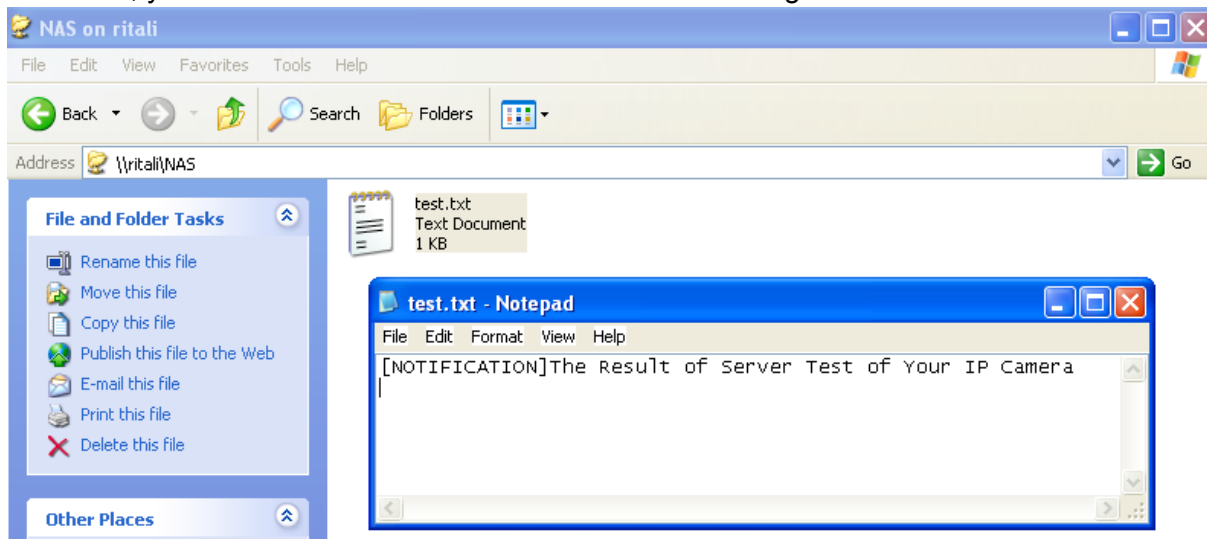 NAS on ritali
File Edit View Favorites Tools Help
Back Search Folders
Address \\ritali\NAS Go
File and Folder Tasks
Rename this file
Move this file
Copy this file
Publish this file to the Web
E-mail this file
Print this file
Delete this file
Other Places
test.txt
Text Document
1 KB
test.txt - Notepad
File Edit Format View Help
[NOTIFICATION]The Result of Server Test of Your IP Camera